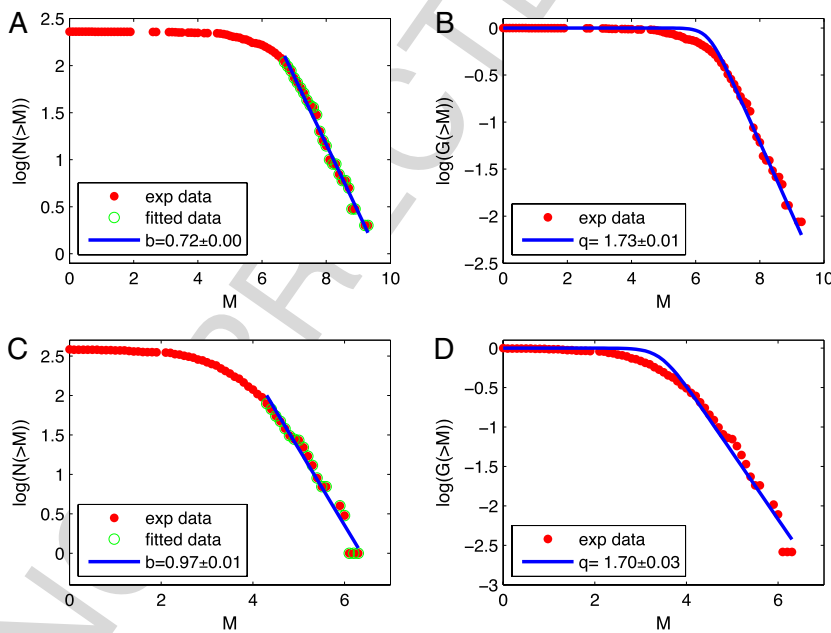 A
2.5
2
1.5
1
0.5
0
log(N(>M))
exp data
fitted data
b=0.72±0.00
0 2 4 6 8 10
M
B
0
−0.5
−1
−1.5
−2
−2.5
log(G(>M))
exp data
q= 1.73±0.01
0 2 4 6 8 10
M
C
2.5
2
1.5
1
0.5
0
log(N(>M))
exp data
fitted data
b=0.97±0.01
0 2 4 6
M
D
0
−0.5
−1
−1.5
−2
−2.5
−3
log(G(>M))
exp data
q= 1.70±0.03
0 2 4 6
M